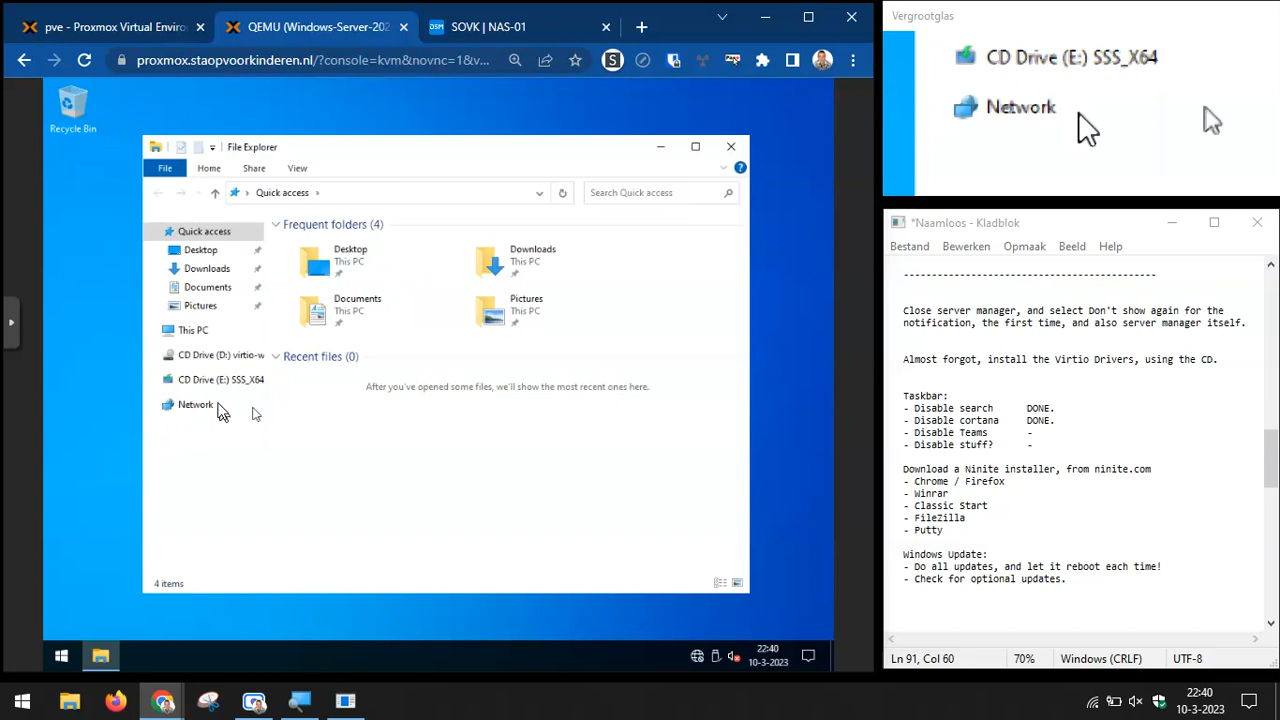 pve - Proxmox Virtual Enviro
QEMU (Windows-Server-202
DSM
SOVK | NAS-01
proxmox.staopvoorkinderen.nl/?console=kvm&novnc=1&v...
Recycle Bin
File Explorer
File
Home
Share
View
Quick access
Search Quick access
Quick access
Desktop
Downloads
Documents
Pictures
This PC
CD Drive (D:) virtio-w
CD Drive (E:) SSS_X64
Network
Frequent folders (4)
Desktop
This PC
Downloads
This PC
Documents
This PC
Pictures
This PC
Recent files (0)
After you've opened some files, we'll show the most recent ones here.
4 items
22:40
10-3-2023
Vergrootglas
CD Drive (E:) SSS_X64
Network
*Naamloos - Kladblok
Bestand Bewerken Opmaak Beeld Help
---------------------------------------------
Close server manager, and select Don't show again for the
notification, the first time, and also server manager itself.
Almost forgot, install the Virtio Drivers, using the CD.
Taskbar:
- Disable search DONE.
- Disable cortana DONE.
- Disable Teams -
- Disable stuff? -
Download a Ninite installer, from ninite.com
- Chrome / Firefox
- Winrar
- Classic Start
- FileZilla
- Putty
Windows Update:
- Do all updates, and let it reboot each time!
- Check for optional updates.
Ln 91, Col 60
70%
Windows (CRLF)
UTF-8
22:40
10-3-2023